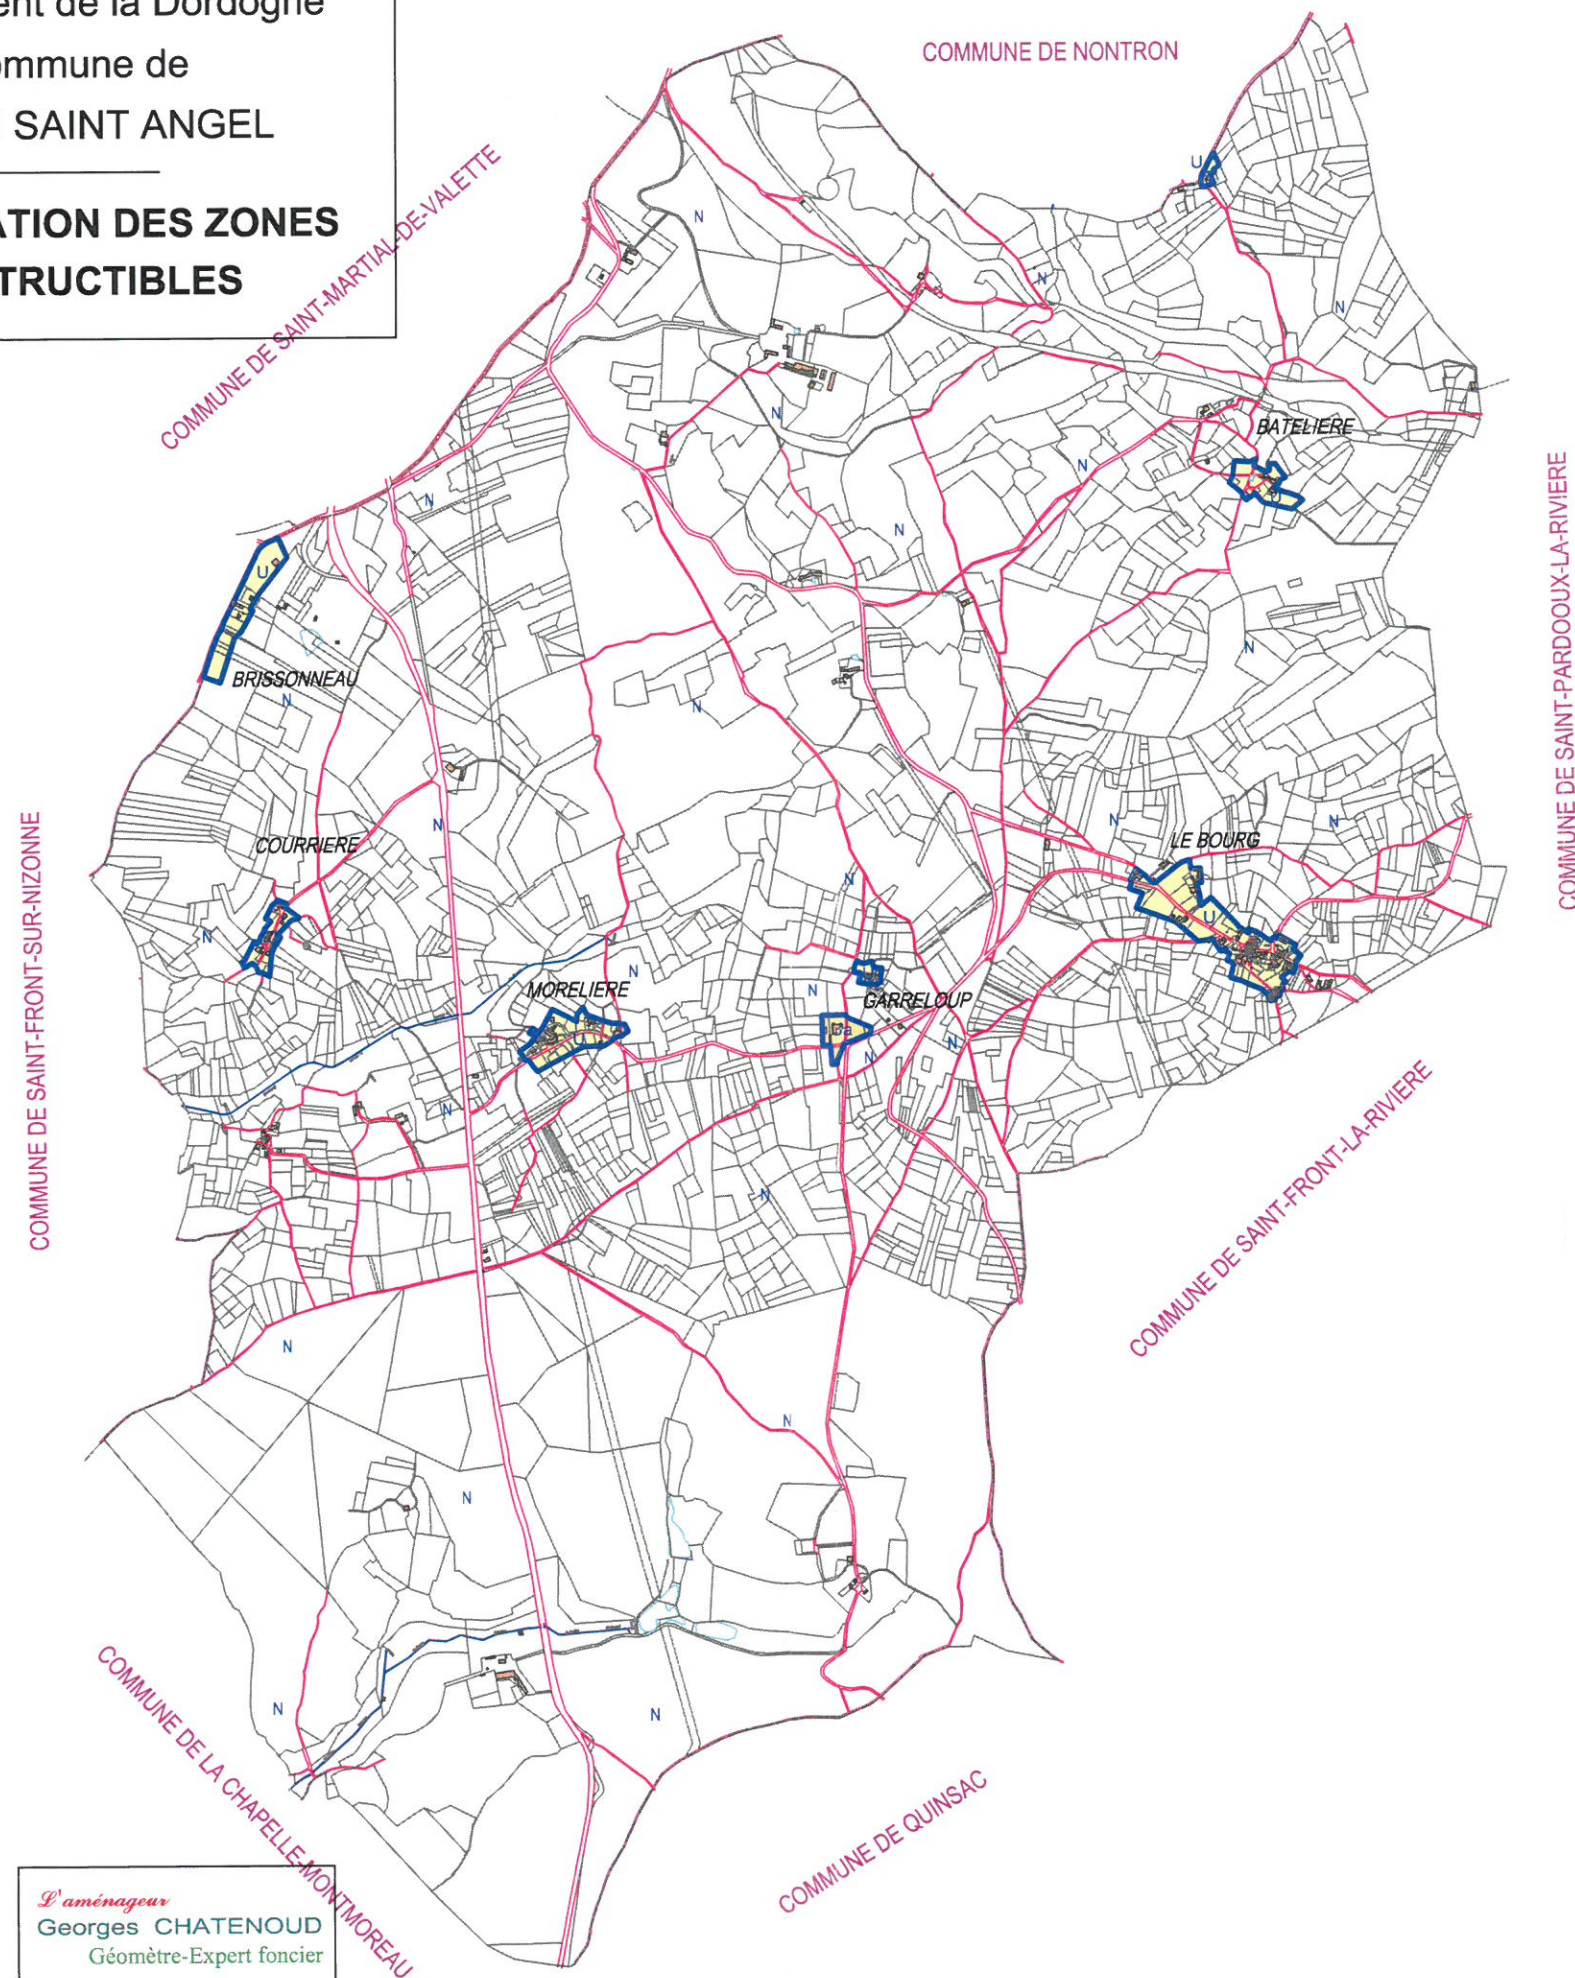 ent de la Dordogne
ommune de
SAINT ANGEL
ATION DES ZONES
TRUCTIBLES
COMMUNE DE NONTRON
COMMUNE DE SAINT-MARTIAL-DE-VALETTE
U
N
N
N
N
BATELIERE
N
U
N
N
COMMUNE DE SAINT-PARDOOUX-LA-RIVIERE
U
BRISSONNEAU
N
N
N
COURRIERE
N
N
LE BOURG
N
COMMUNE DE SAINT-FRONT-SUR-NIZONNE
N
N
U
N
MORELIERE
N
GARRELOUP
U
N
N
N
N
COMMUNE DE SAINT-FRONT-LA-RIVIERE
N
N
N
COMMUNE DE LA CHAPELLE-MONTMOREAU
N
N
COMMUNE DE QUINSAC
L'aménageur
Georges CHATENOUD
Géomètre-Expert foncier